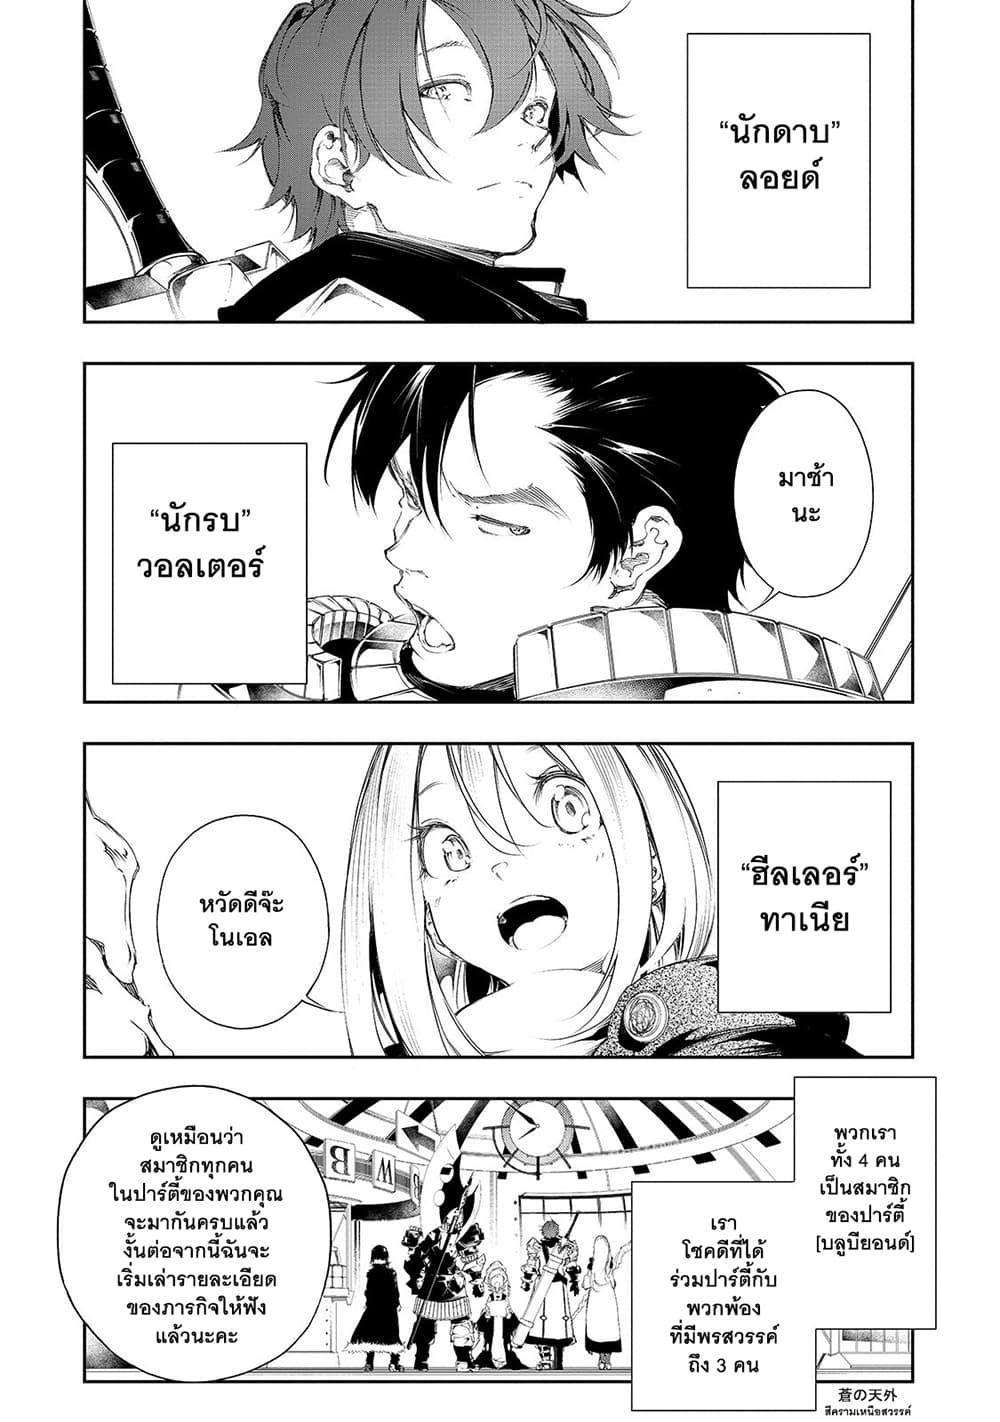 “นักดาบ”
ลอยด์
มาช้า
นะ
“นักรบ”
วอลเตอร์
“ฮีลเลอร์”
ทาเนีย
หวัดดีจ๊ะ
โนเอล
พวกเรา
ทั้ง 4 คน
เป็นสมาชิก
ของปาร์ตี้
[บลูบียอนด์]
เรา
โชคดีที่ได้
ร่วมปาร์ตี้กับ
พวกพ้อง
ที่มีพรสวรรค์
ถึง 3 คน
ดูเหมือนว่า
สมาชิกทุกคน
ในปาร์ตี้ของพวกคุณ
จะมากันครบแล้ว
งั้นต่อจากนี้ฉันจะ
เริ่มเล่ารายละเอียด
ของภารกิจให้ฟัง
แล้วนะคะ
B W
蒼の天外
สีครามเหนือสวรรค์